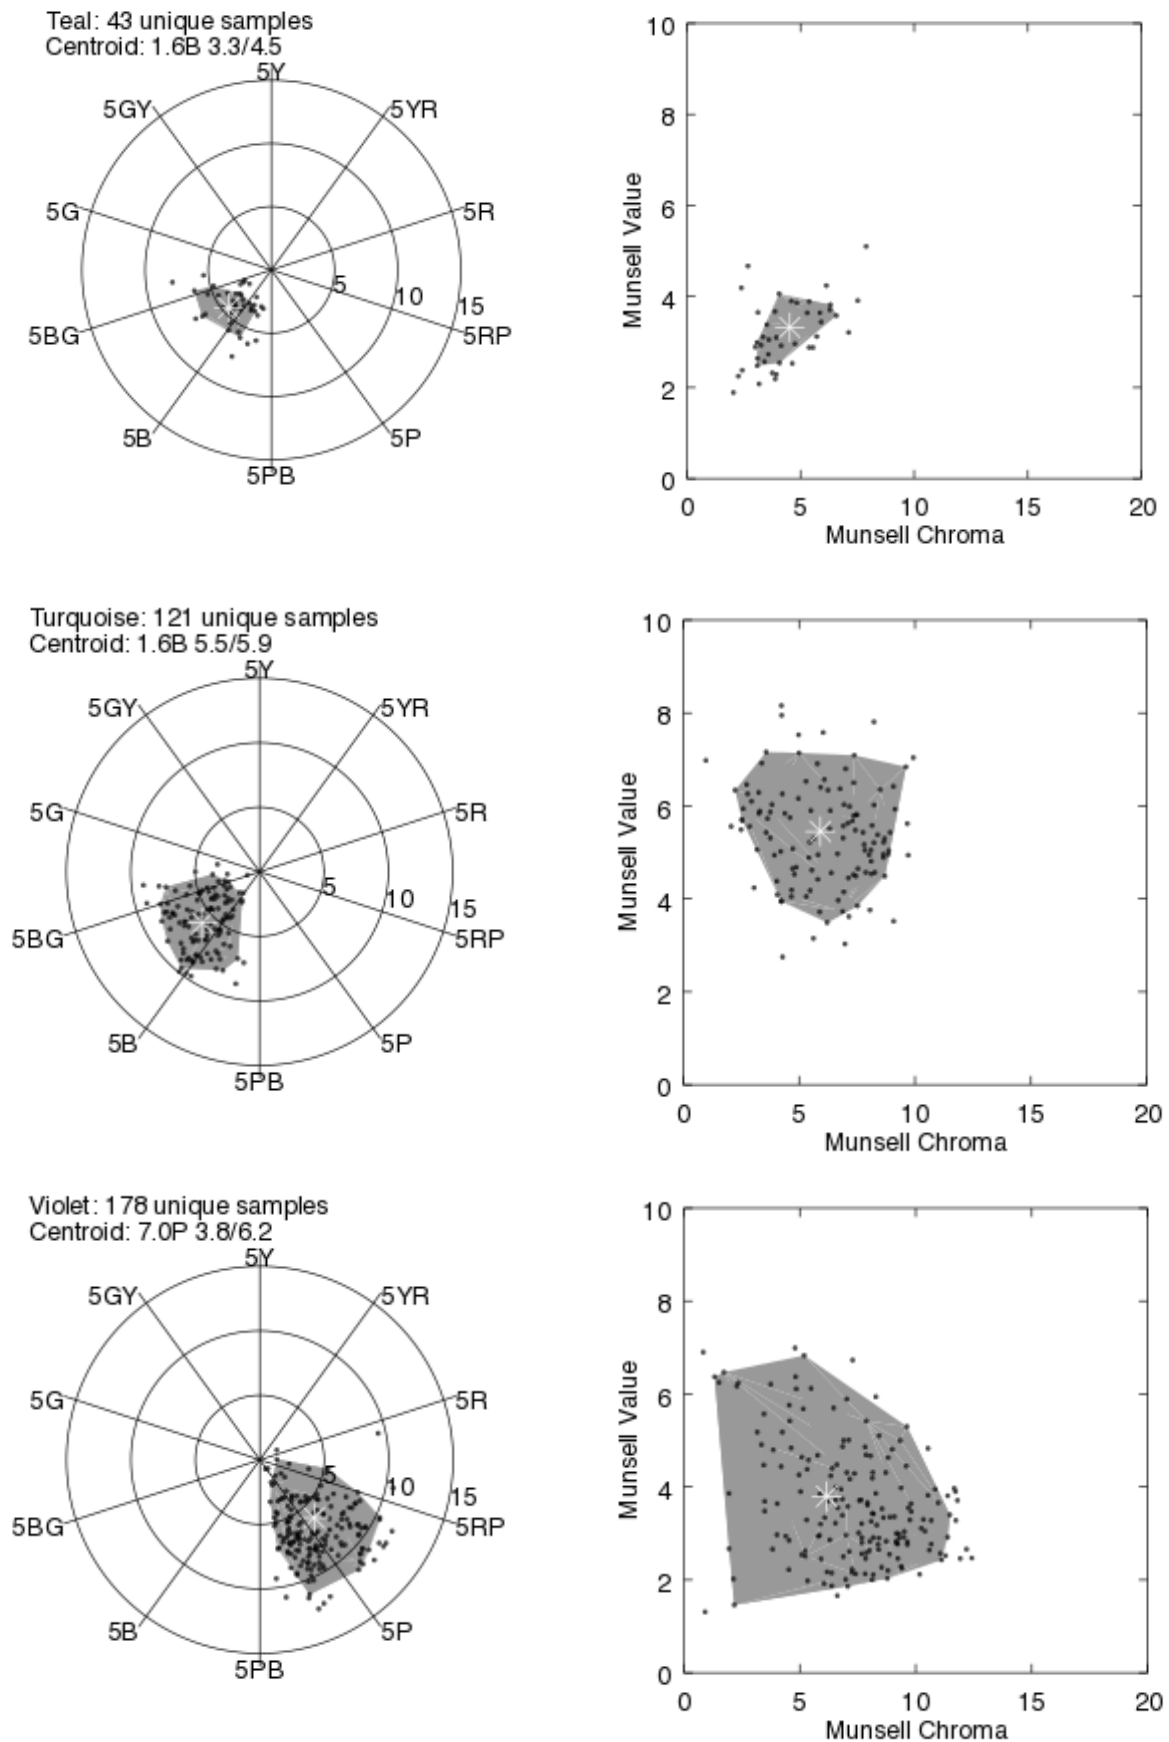 Teal: 43 unique samples
Centroid: 1.6B 3.3/4.5
5Y
5GY
5YR
5G
5R
5
10
15
5BG
5RP
5B
5P
5PB
10
8
6
4
2
0
Munsell Value
0
5
10
15
20
Munsell Chroma
Turquoise: 121 unique samples
Centroid: 1.6B 5.5/5.9
5Y
5GY
5YR
5G
5R
5
10
15
5BG
5RP
5B
5P
5PB
10
8
6
4
2
0
Munsell Value
0
5
10
15
20
Munsell Chroma
Violet: 178 unique samples
Centroid: 7.0P 3.8/6.2
5Y
5GY
5YR
5G
5R
5
10
15
5BG
5RP
5B
5P
5PB
10
8
6
4
2
0
Munsell Value
0
5
10
15
20
Munsell Chroma